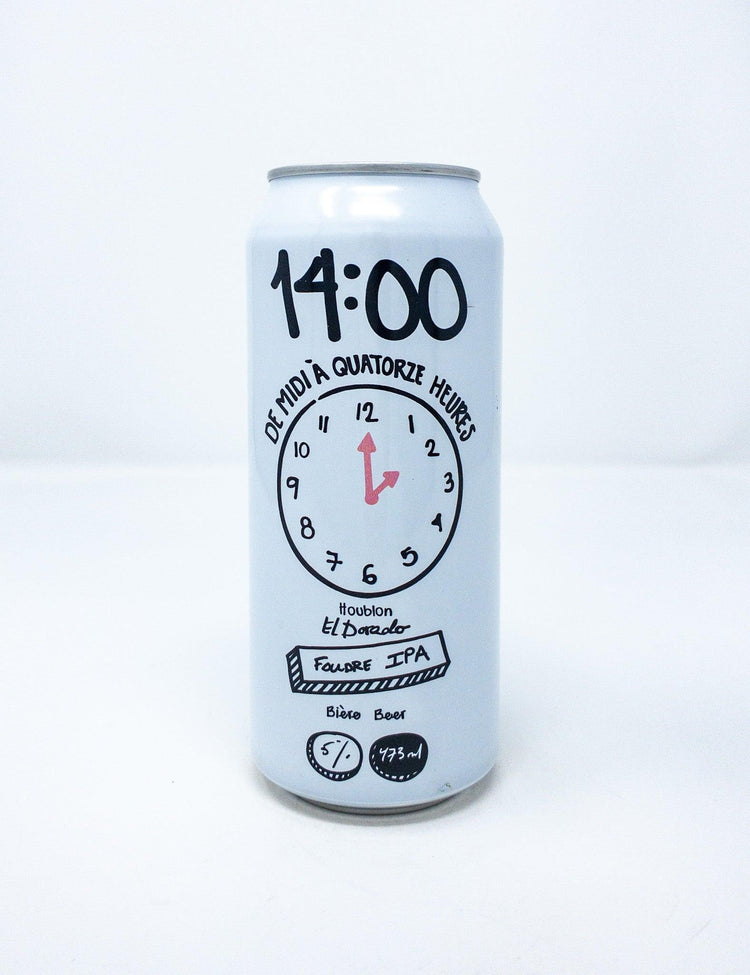 14:00
DE MIDI À QUATORZE HEURES
12
11
1
10
2
9
3
8
4
7
5
6
Houblon
El Dorado
FOUDRE IPA
Bière Beer
5% 473 ml